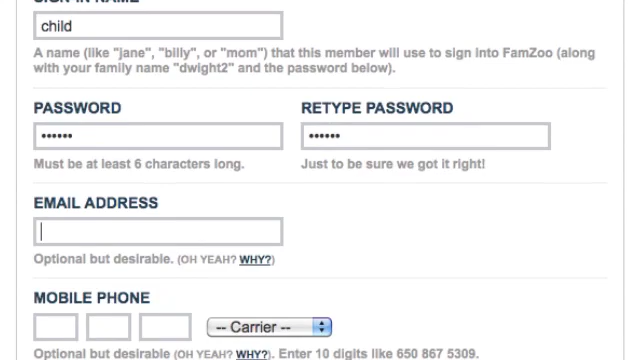 SIGN IN NAME
child
A name (like "jane", "billy", or "mom") that this member will use to sign into FamZoo (along
with your family name "dwight2" and the password below).
PASSWORD RETYPE PASSWORD
•••••• ••••••
Must be at least 6 characters long. Just to be sure we got it right!
EMAIL ADDRESS
Optional but desirable. (OH YEAH? WHY?)
MOBILE PHONE
-- Carrier --
Optional but desirable (OH YEAH? WHY?). Enter 10 digits like 650 867 5309.